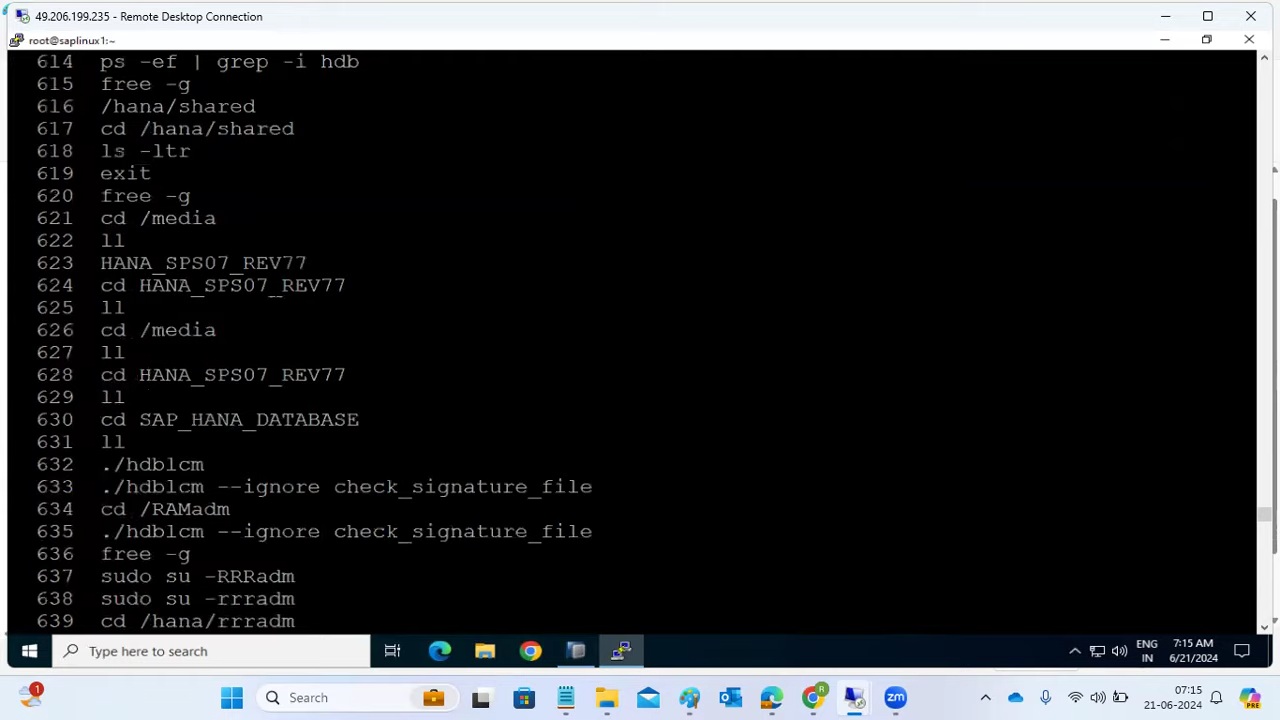 49.206.199.235 - Remote Desktop Connection
root@saplinux1:~
614 ps -ef | grep -i hdb
615 free -g
616 /hana/shared
617 cd /hana/shared
618 ls -ltr
619 exit
620 free -g
621 cd /media
622 ll
623 HANA_SPS07_REV77
624 cd HANA_SPS07_REV77
625 ll
626 cd /media
627 ll
628 cd HANA_SPS07_REV77
629 ll
630 cd SAP_HANA_DATABASE
631 ll
632 ./hdblcm
633 ./hdblcm --ignore check_signature_file
634 cd /RAMadm
635 ./hdblcm --ignore check_signature_file
636 free -g
637 sudo su -RRRadm
638 sudo su -rrradm
639 cd /hana/rrradm
Type here to search
ENG
IN
7:15 AM
6/21/2024
1
Search
zm
07:15
21-06-2024
PRE